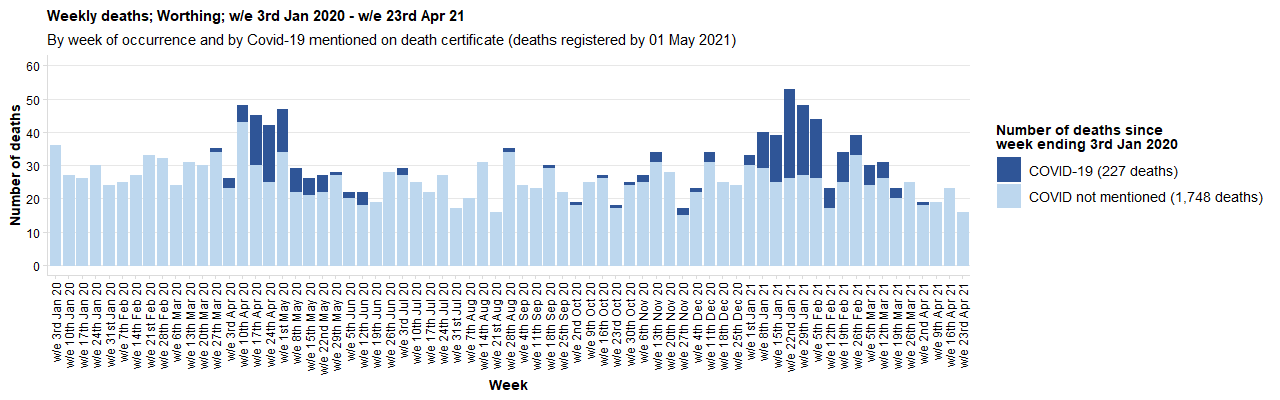 Weekly deaths; Worthing; w/e 3rd Jan 2020 - w/e 23rd Apr 21
By week of occurrence and by Covid-19 mentioned on death certificate (deaths registered by 01 May 2021)
Number of deaths
60
50
40
30
20
10
0
w/e 3rd Jan 20
w/e 10th Jan 20
w/e 17th Jan 20
w/e 24th Jan 20
w/e 31st Jan 20
w/e 7th Feb 20
w/e 14th Feb 20
w/e 21st Feb 20
w/e 28th Feb 20
w/e 6th Mar 20
w/e 13th Mar 20
w/e 20th Mar 20
w/e 27th Mar 20
w/e 3rd Apr 20
w/e 10th Apr 20
w/e 17th Apr 20
w/e 24th Apr 20
w/e 1st May 20
w/e 8th May 20
w/e 15th May 20
w/e 22nd May 20
w/e 29th May 20
w/e 5th Jun 20
w/e 12th Jun 20
w/e 19th Jun 20
w/e 26th Jun 20
w/e 3rd Jul 20
w/e 10th Jul 20
w/e 17th Jul 20
w/e 24th Jul 20
w/e 31st Jul 20
w/e 7th Aug 20
w/e 14th Aug 20
w/e 21st Aug 20
w/e 28th Aug 20
w/e 4th Sep 20
w/e 11th Sep 20
w/e 18th Sep 20
w/e 25th Sep 20
w/e 2nd Oct 20
w/e 9th Oct 20
w/e 16th Oct 20
w/e 23rd Oct 20
w/e 30th Oct 20
w/e 6th Nov 20
w/e 13th Nov 20
w/e 20th Nov 20
w/e 27th Nov 20
w/e 4th Dec 20
w/e 11th Dec 20
w/e 18th Dec 20
w/e 25th Dec 20
w/e 1st Jan 21
w/e 8th Jan 21
w/e 15th Jan 21
w/e 22nd Jan 21
w/e 29th Jan 21
w/e 5th Feb 21
w/e 12th Feb 21
w/e 19th Feb 21
w/e 26th Feb 21
w/e 5th Mar 21
w/e 12th Mar 21
w/e 19th Mar 21
w/e 26th Mar 21
w/e 2nd Apr 21
w/e 9th Apr 21
w/e 16th Apr 21
w/e 23rd Apr 21
Week
Number of deaths since
week ending 3rd Jan 2020
COVID-19 (227 deaths)
COVID not mentioned (1,748 deaths)